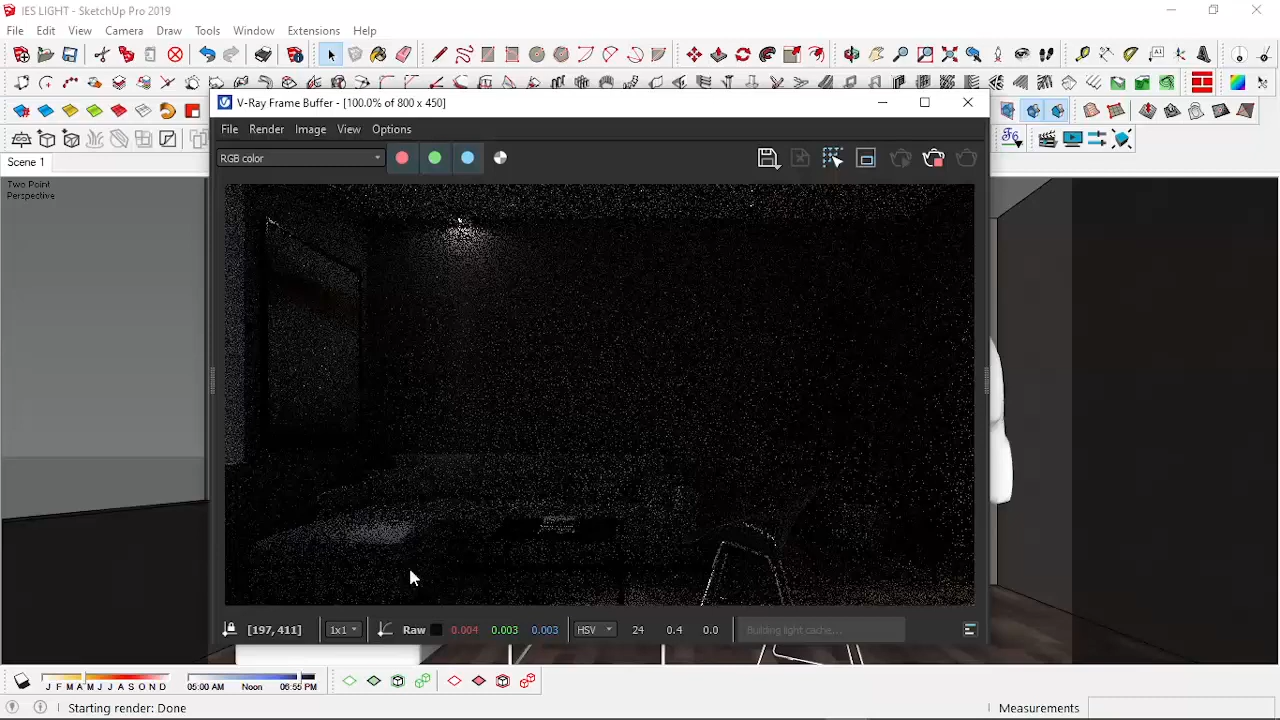 IES LIGHT - SketchUp Pro 2019
File Edit View Camera Draw Tools Window Extensions Help
V-Ray Frame Buffer - [100.0% of 800 x 450]
File Render Image View Options
RGB color
Scene 1
Two Point
Perspective
[197,411] 1x1 Raw 0.004 0.003 0.003 HSV 24 0.4 0.0 Building light cache...
J F M A M J J A S O N D 05:00 AM Noon 06:55 PM
Starting render: Done Measurements